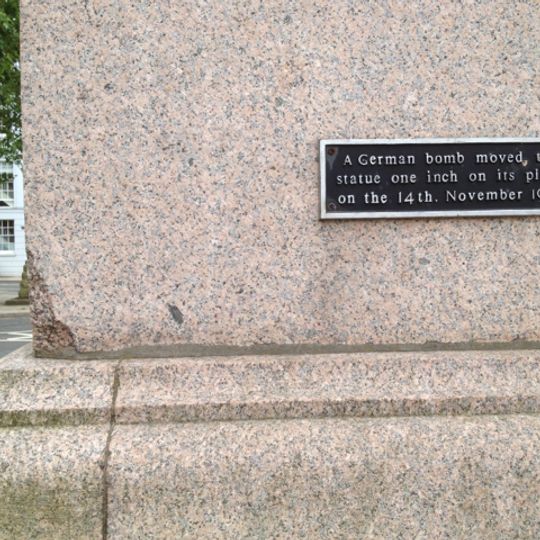 A German bomb moved
statue one inch on its
on the 14th. November